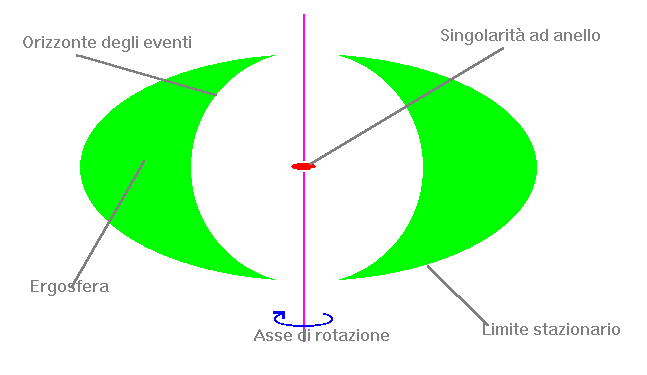 Orizzonte degli eventi
Singolarità ad anello
Ergosfera
Limite stazionario
Asse di rotazione